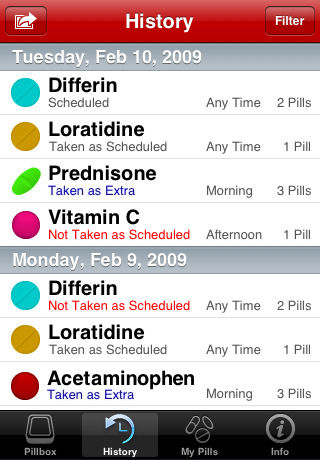 History
Filter
Tuesday, Feb 10, 2009
Differin
Scheduled Any Time 2 Pills
Loratidine
Taken as Scheduled Any Time 1 Pill
Prednisone
Taken as Extra Morning 3 Pills
Vitamin C
Not Taken as Scheduled Afternoon 1 Pill
Monday, Feb 9, 2009
Differin
Not Taken as Scheduled Any Time 2 Pills
Loratidine
Taken as Scheduled Any Time 1 Pill
Acetaminophen
Taken as Extra Morning 3 Pills
Pillbox History My Pills Info